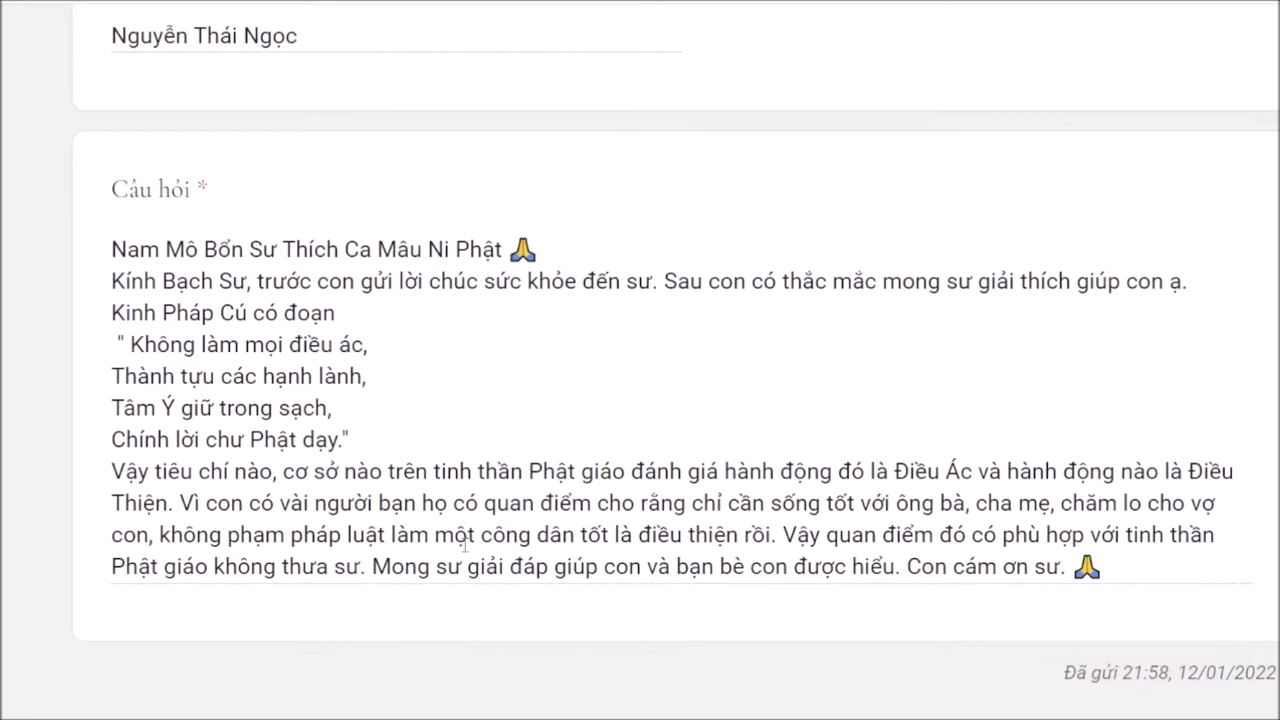 Nguyễn Thái Ngọc
Câu hỏi *
Nam Mô Bổn Sư Thích Ca Mâu Ni Phật 🙏
Kính Bạch Sư, trước con gửi lời chúc sức khỏe đến sư. Sau con có thắc mắc mong sư giải thích giúp con ạ.
Kinh Pháp Cú có đoạn
" Không làm mọi điều ác,
Thành tựu các hạnh lành,
Tâm Ý giữ trong sạch,
Chính lời chư Phật dạy."
Vậy tiêu chí nào, cơ sở nào trên tinh thần Phật giáo đánh giá hành động đó là Điều Ác và hành động nào là Điều
Thiện. Vì con có vài người bạn họ có quan điểm cho rằng chỉ cần sống tốt với ông bà, cha mẹ, chăm lo cho vợ
con, không phạm pháp luật làm một công dân tốt là điều thiện rồi. Vậy quan điểm đó có phù hợp với tinh thần
Phật giáo không thưa sư. Mong sư giải đáp giúp con và bạn bè con được hiểu. Con cám ơn sư. 🙏
Đã gửi 21:58, 12/01/2022